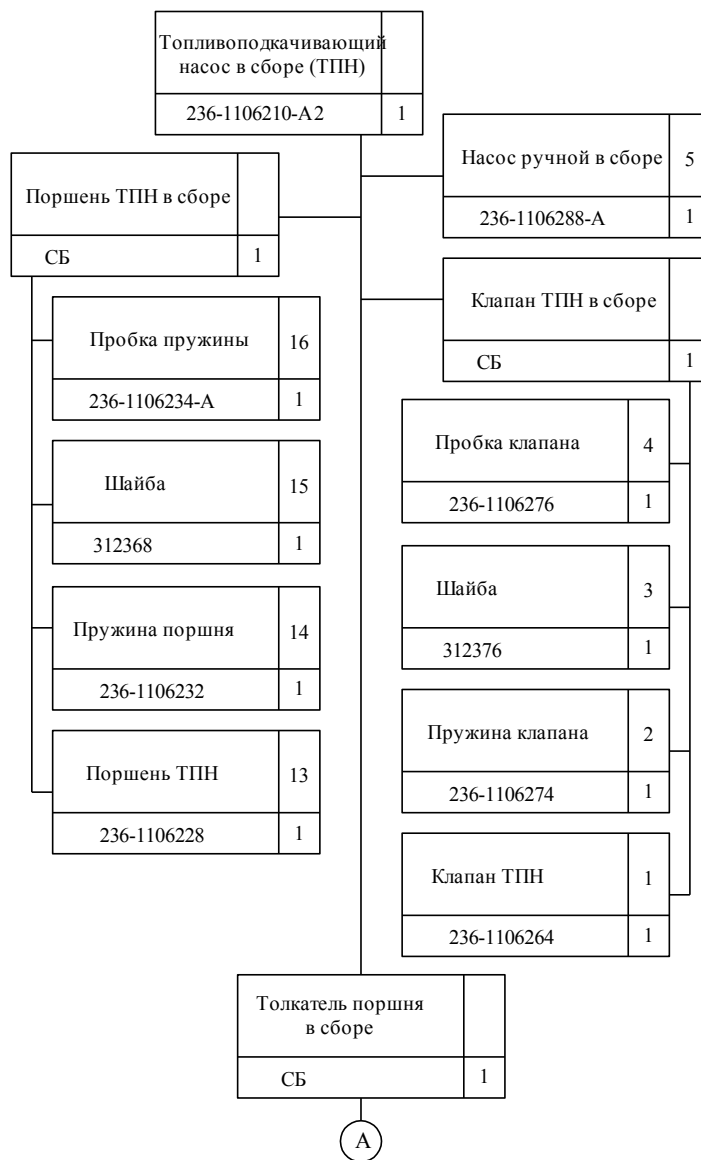 Топливоподкачивающий
насос в сборе (ТПН)
236-1106210-А2
1
Насос ручной в сборе
5
236-1106288-А
1
Поршень ТПН в сборе
СБ
1
Клапан ТПН в сборе
СБ
1
Пробка пружины
16
236-1106234-А
1
Шайба
15
312368
1
Пружина поршня
14
236-1106232
1
Поршень ТПН
13
236-1106228
1
Пробка клапана
4
236-1106276
1
Шайба
3
312376
1
Пружина клапана
2
236-1106274
1
Клапан ТПН
1
236-1106264
1
Толкатель поршня
в сборе
СБ
1
А